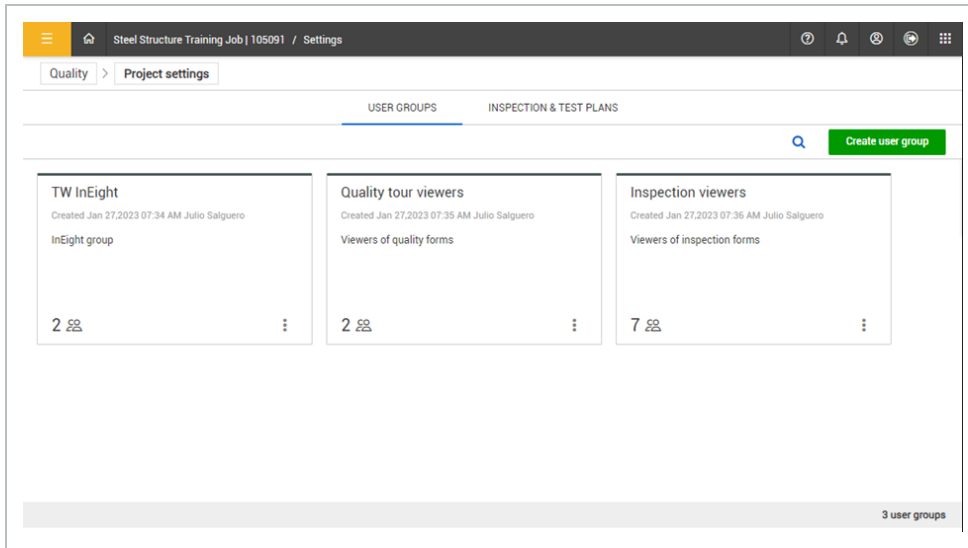 Steel Structure Training Job | 105091 / Settings
Quality > Project settings
USER GROUPS INSPECTION & TEST PLANS
Create user group
TW InEight
Created Jan 27,2023 07:34 AM Julio Salguero
InEight group
2
Quality tour viewers
Created Jan 27,2023 07:35 AM Julio Salguero
Viewers of quality forms
2
Inspection viewers
Created Jan 27,2023 07:36 AM Julio Salguero
Viewers of inspection forms
7
3 user groups